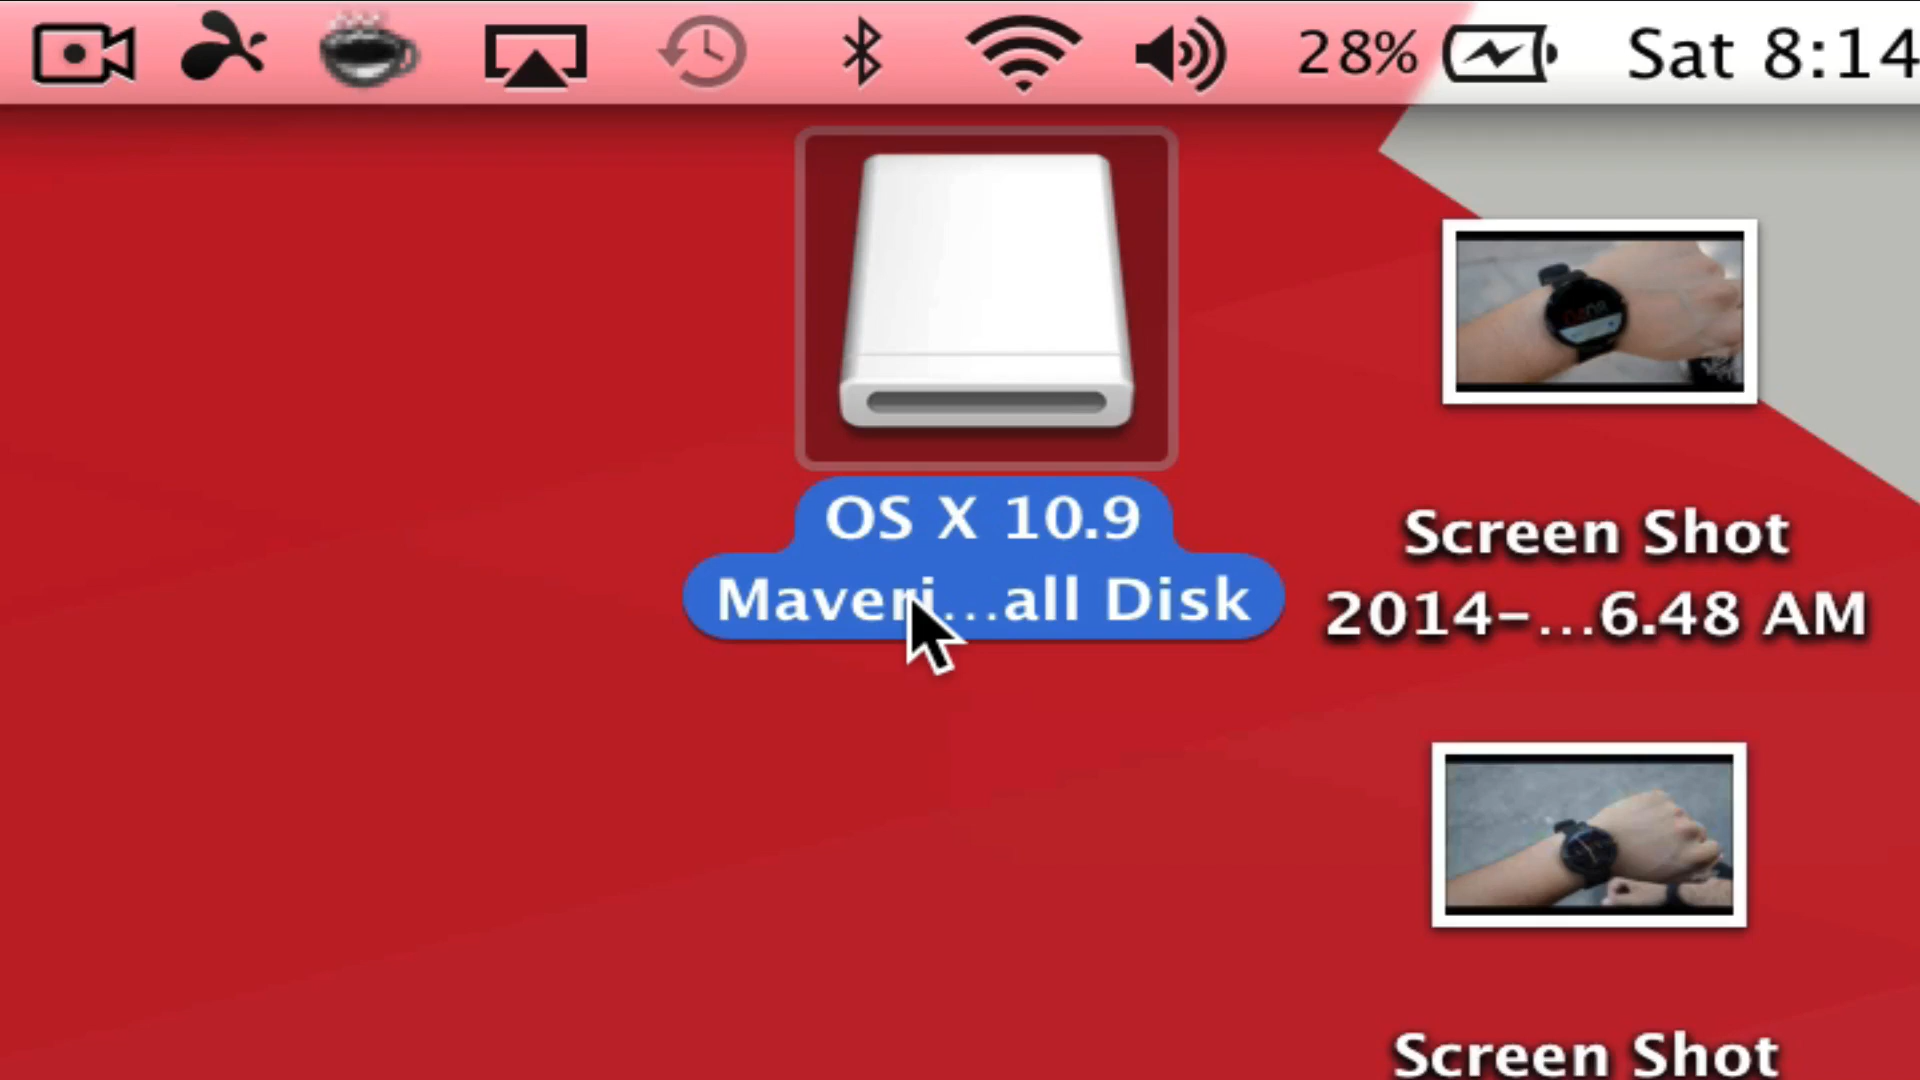 28% Sat 8:14
OS X 10.9
Maveri...all Disk
Screen Shot
2014-...6.48 AM
Screen Shot